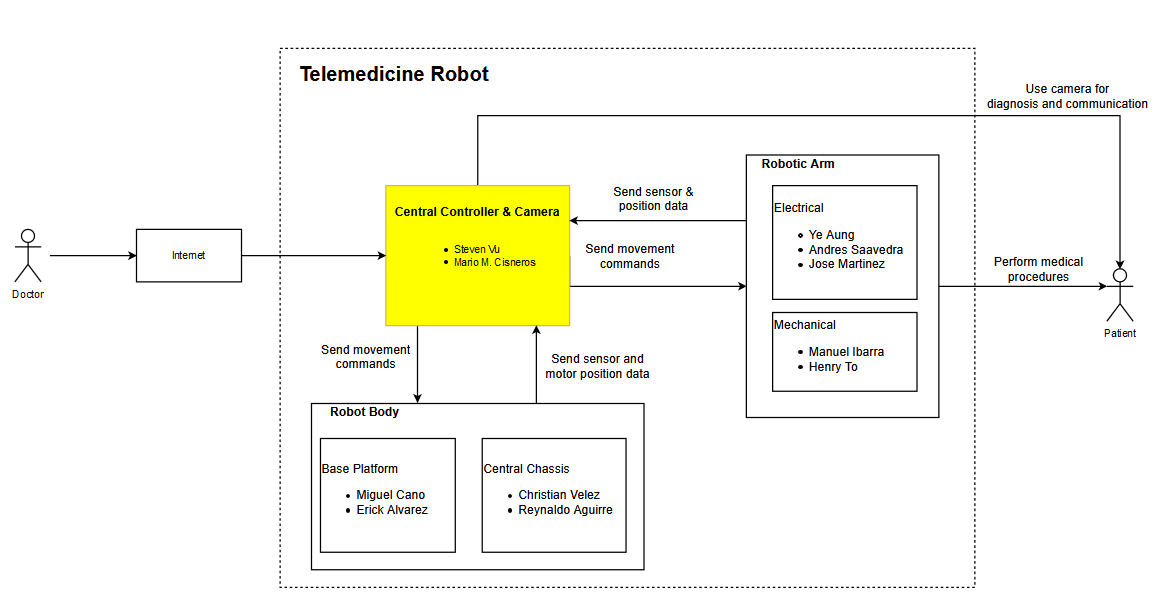 Telemedicine Robot
Use camera for
diagnosis and communication
Robotic Arm
Electrical
Ye Aung
Andres Saavedra
Jose Martinez
Mechanical
Manuel Ibarra
Henry To
Send sensor &
position data
Send movement
commands
Central Controller & Camera
Steven Vu
Mario M. Cisneros
Internet
Doctor
Perform medical
procedures
Patient
Send movement
commands
Send sensor and
motor position data
Robot Body
Base Platform
Miguel Cano
Erick Alvarez
Central Chassis
Christian Velez
Reynaldo Aguirre